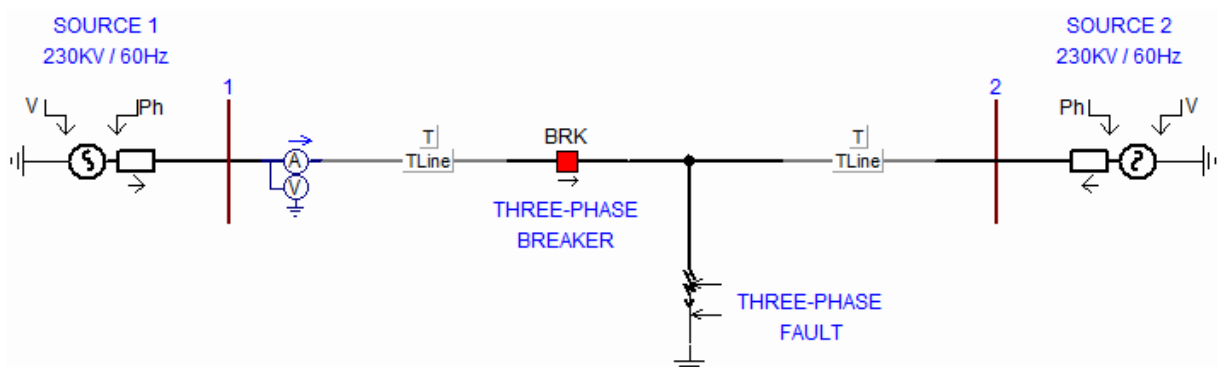 SOURCE 1
230KV / 60Hz
SOURCE 2
230KV / 60Hz
1
2
V
Ph
Ph
V
A
V
T
TLine
BRK
T
TLine
THREE-PHASE
BREAKER
THREE-PHASE
FAULT